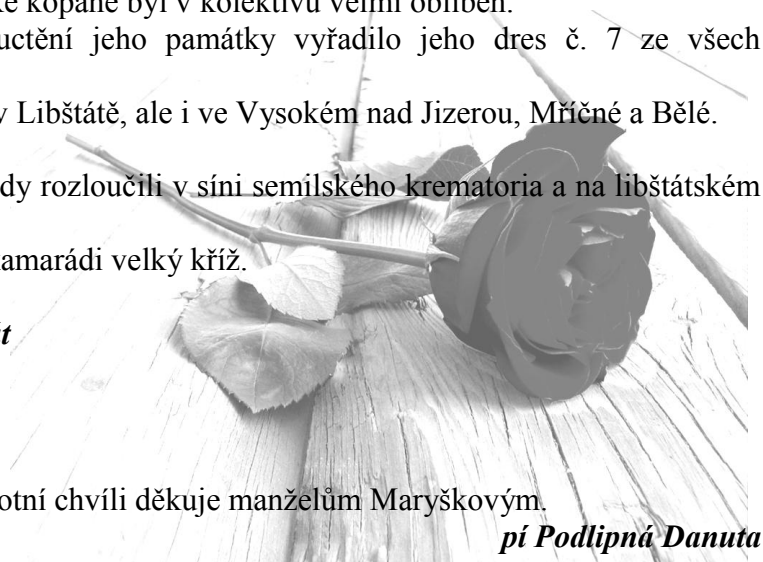 ké kopané byl v kolektivu velmi oblíben.
uctění jeho památky vyřadilo jeho dres č. 7 ze všech
v Libštátě, ale i ve Vysokém nad Jizerou, Mříčné a Bělé.
dy rozloučili v síni semilského krematoria a na libštátském
kamarádi velký kříž.
t
otní chvíli děkuje manželům Maryškovým.
pí Podlipná Danuta